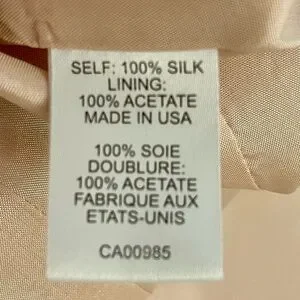 SELF: 100% SILK
LINING:
100% ACETATE
MADE IN USA
100% SOIE
DOUBLURE:
100% ACETATE
FABRIQUE AUX
ETATS-UNIS
CA00985